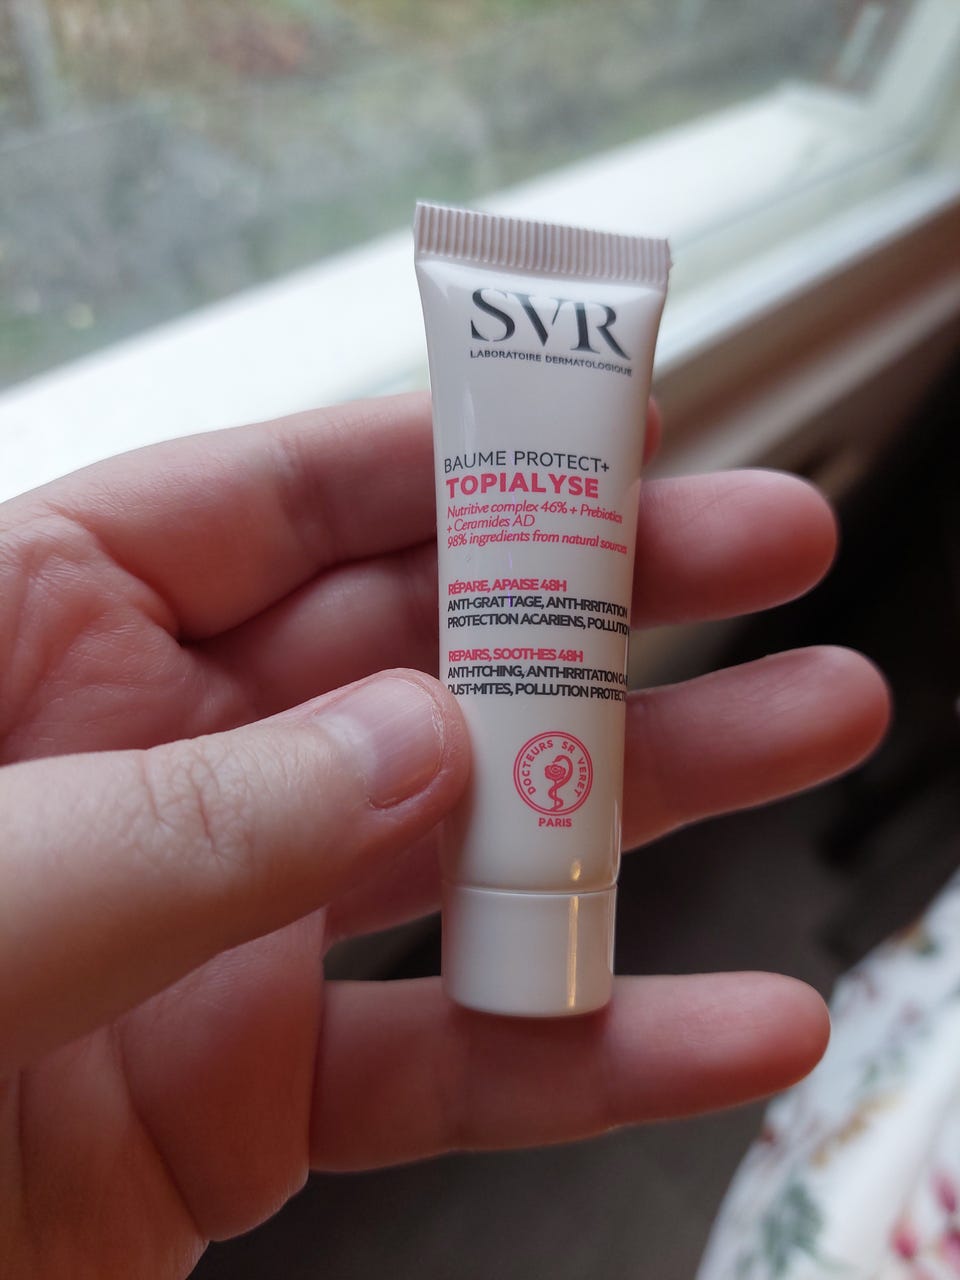 SVR
LABORATOIRE DERMATOLOGIQUE
BAUME PROTECT+
TOPIALYSE
Nutritive complex 46% + Prebiotics
+ Ceramides AD
98% ingredients from natural sources
RÉPARE, APAISE 48H
ANTI-GRATTAGE, ANTI-IRRITATION
PROTECTION ACARIENS, POLLUTION
REPAIRS, SOOTHES 48H
ANTI-ITCHING, ANTI-IRRITATION
DUST-MITES, POLLUTION
DOCTEURS SR VERET
PARIS